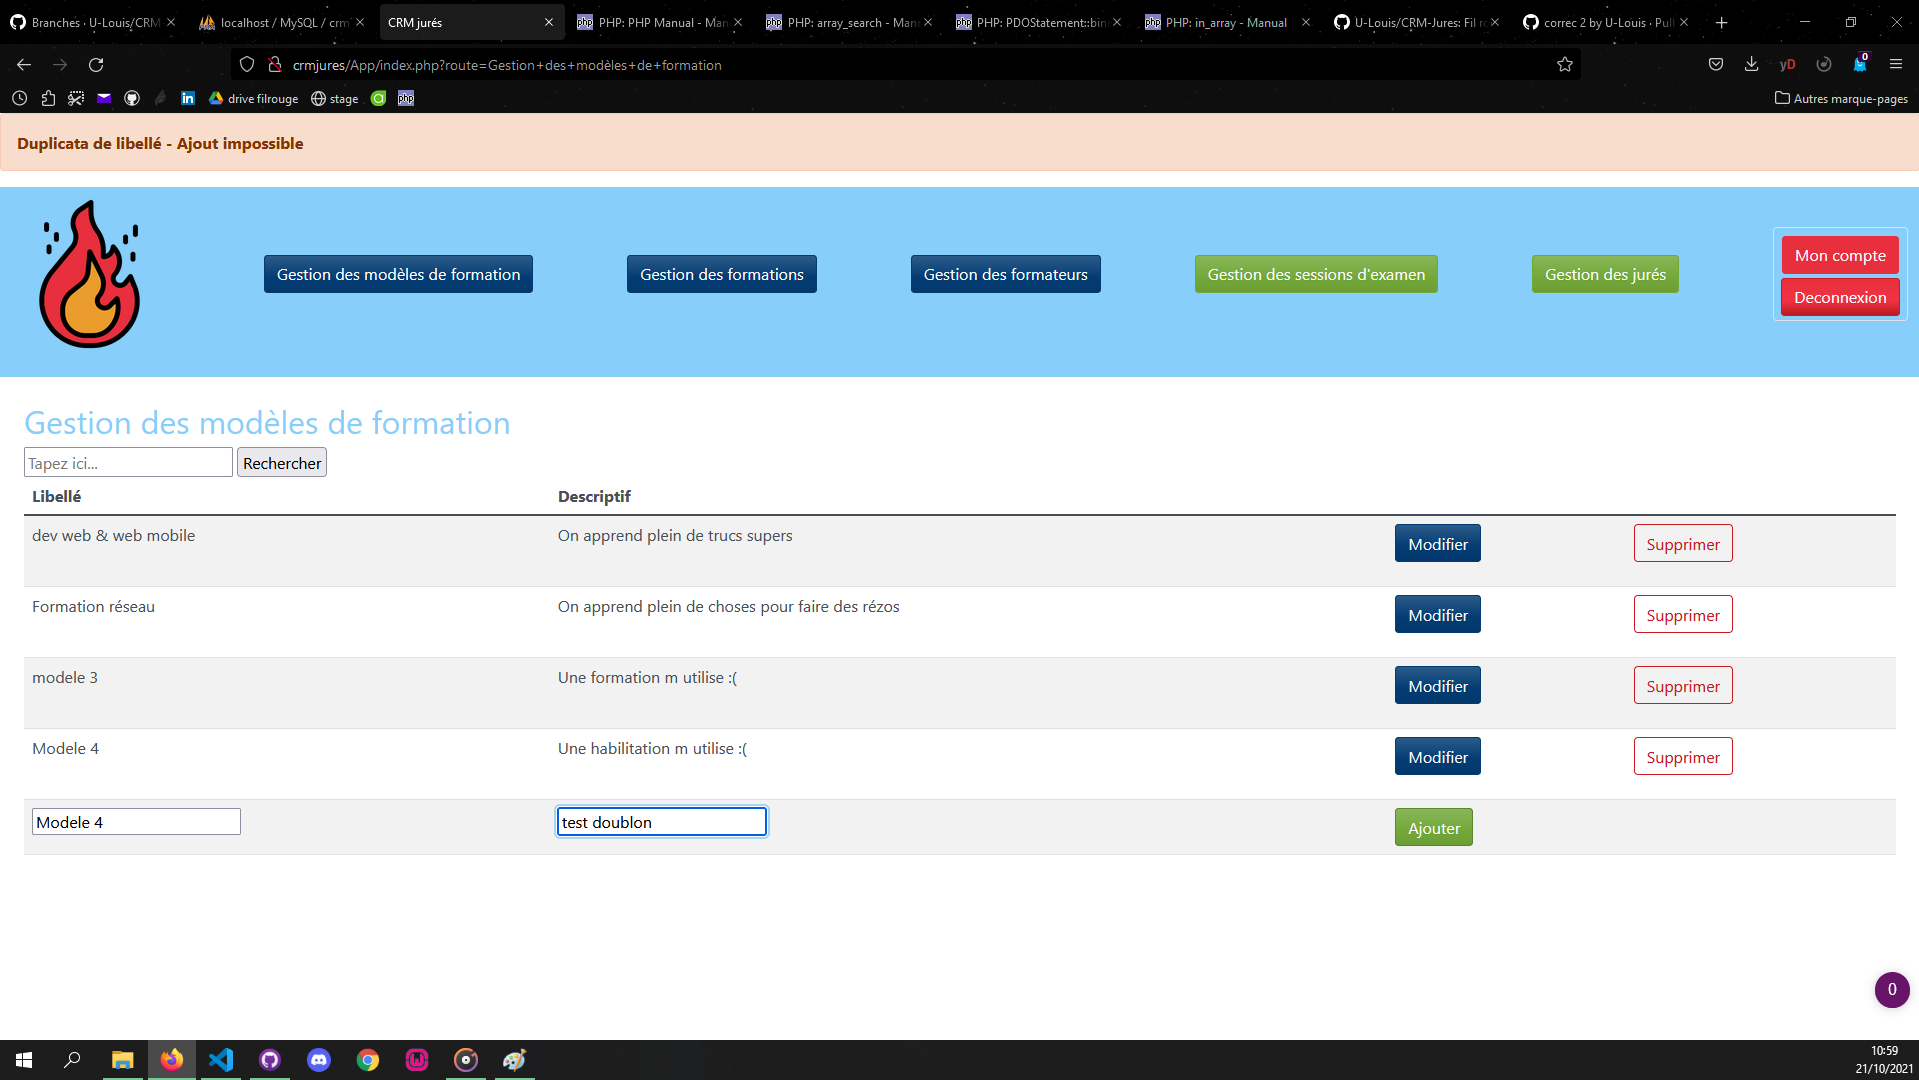 Branches · U-Louis/CRM
localhost / MySQL / crm
CRM jurés
PHP: PHP Manual - Man
PHP: array_search - Man
PHP: PDOStatement::bin
PHP: in_array - Manual
U-Louis/CRM-Jures: Fil r
correc 2 by U-Louis · Pull
crmjures/App/index.php?route=Gestion+des+modèles+de+formation
yD
0
drive filrouge
stage
php
Autres marque-pages
Duplicata de libellé - Ajout impossible
Gestion des modèles de formation
Gestion des formations
Gestion des formateurs
Gestion des sessions d'examen
Gestion des jurés
Mon compte
Deconnexion
Gestion des modèles de formation
Tapez ici...
Rechercher
Libellé
Descriptif
dev web & web mobile
On apprend plein de trucs supers
Modifier
Supprimer
Formation réseau
On apprend plein de choses pour faire des rézos
Modifier
Supprimer
modele 3
Une formation m utilise :(
Modifier
Supprimer
Modele 4
Une habilitation m utilise :(
Modifier
Supprimer
Modele 4
test doublon
Ajouter
0
10:59
21/10/2021